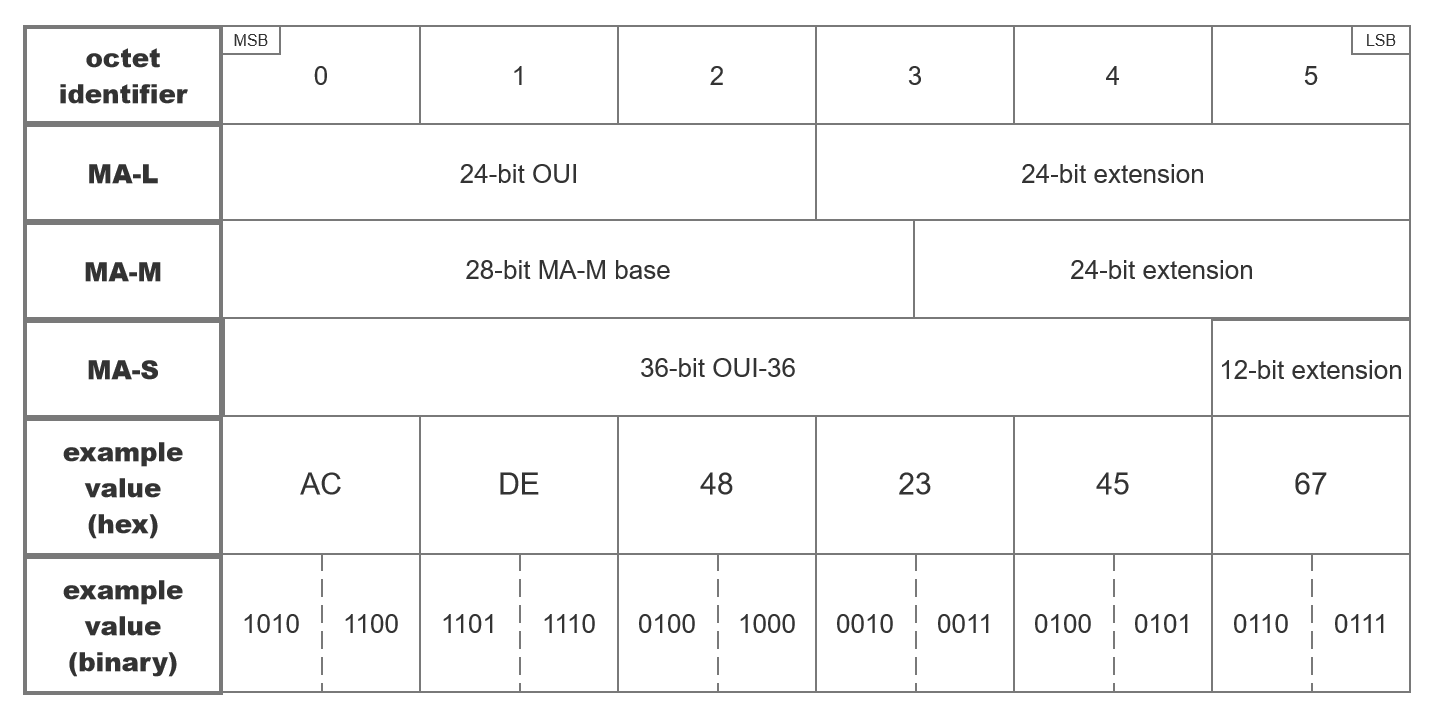 octet
identifier
MSB
0
1
2
3
4
5
LSB
MA-L
24-bit OUI
24-bit extension
MA-M
28-bit MA-M base
24-bit extension
MA-S
36-bit OUI-36
12-bit extension
example
value
(hex)
AC
DE
48
23
45
67
example
value
(binary)
1010
1100
1101
1110
0100
1000
0010
0011
0100
0101
0110
0111